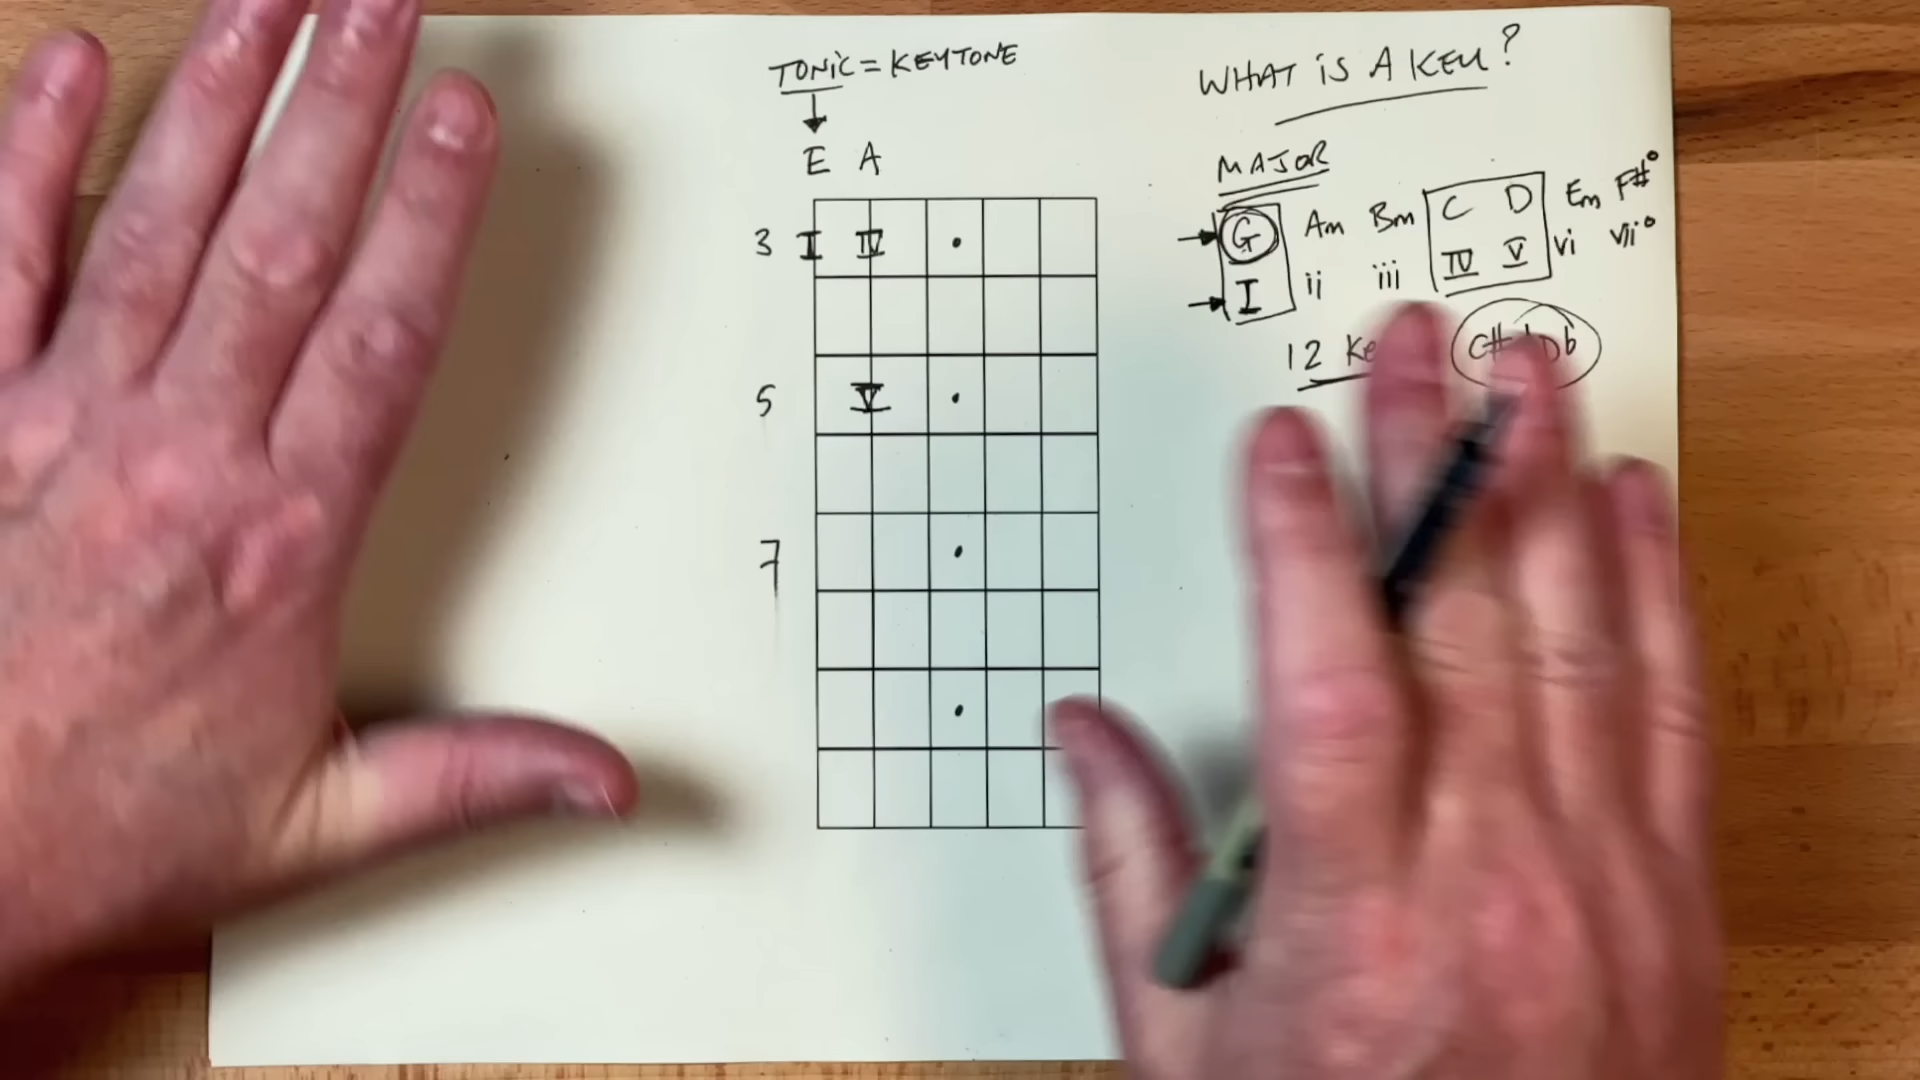 TONIC = KEYTONE
E A
3 I IV
5 V
7
WHAT IS A KEY?
MAJOR
G Am Bm C D Em F#°
I ii iii IV V vi vii°
12 C# Db